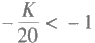 - K/20 < - 1